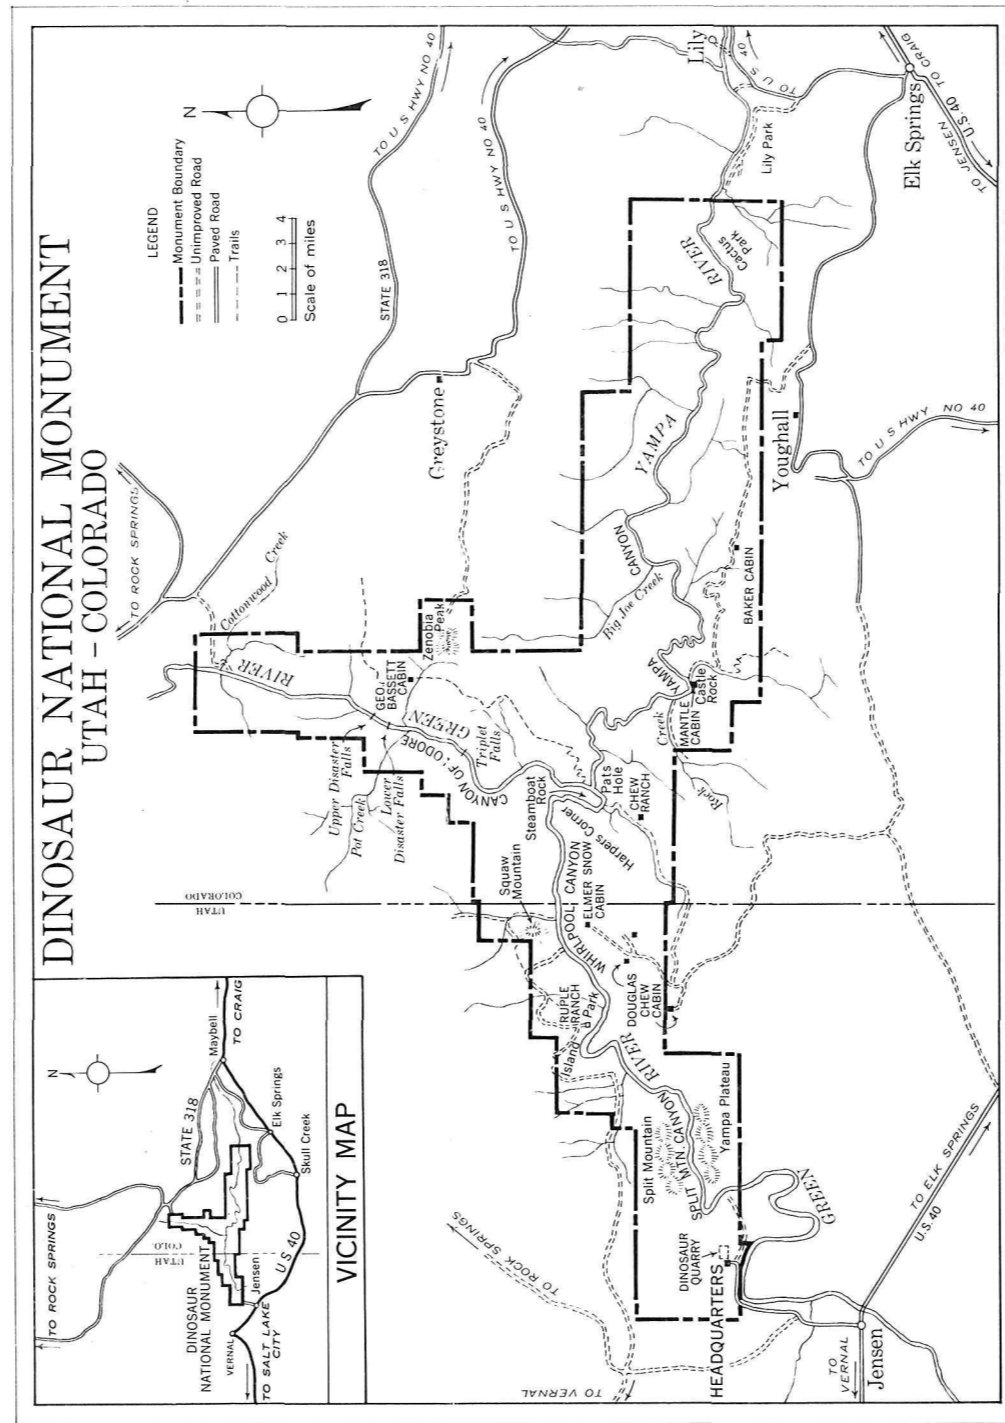 DINOSAUR NATIONAL MONUMENT
UTAH – COLORADO
LEGEND
Monument Boundary
Unimproved Road
Paved Road
Trails
0 1 2 3 4
Scale of miles
N
TO ROCK SPRINGS
TO U S HWY NO 40
STATE 318
TO U S HWY NO 40
Greystone
Cottonwood Creek
RIVER
GEO.
BASSETT
CABIN
Zenobia
Peak
Upper Disaster
Falls
Pot Creek
Lower
Disaster Falls
GREEN
CANYON OF LODORE
Triplet
Falls
UTAH
COLORADO
Squaw
Mountain
Steamboat
Rock
Pats
Hole
Harpers Corner
CHEW
RANCH
WHIRLPOOL CANYON
ELMER SNOW
CABIN
RUPLE
RANCH
Island Park
DOUGLAS
CHEW
CABIN
RIVER
Split Mountain
SPLIT MTN. CANYON
Yampa Plateau
GREEN
DINOSAUR
QUARRY
HEADQUARTERS
YAMPA
CANYON
Big Joe Creek
YAMPA
Creek
Rock
MANTLE
CABIN
Castle
Rock
BAKER CABIN
RIVER
Cactus
Park
Lily Park
Lily
TO U S 40
Elk Springs
TO CRAIG
U.S. 40
TO JENSEN
Youghall
TO U S HWY NO 40
TO ELK SPRINGS
U.S. 40
Jensen
TO
VERNAL
TO VERNAL
TO ROCK SPRINGS
VICINITY MAP
N
TO ROCK SPRINGS
STATE 318
Maybell
TO CRAIG
Elk Springs
Skull Creek
UTAH
COLO.
DINOSAUR
NATIONAL MONUMENT
Jensen
U.S. 40
VERNAL
TO SALT LAKE
CITY